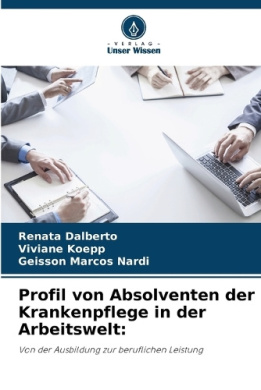 - VERLAG -
Unser Wissen
Renata Dalberto
Viviane Koepp
Geisson Marcos Nardi
Profil von Absolventen der
Krankenpflege in der
Arbeitswelt:
Von der Ausbildung zur beruflichen Leistung